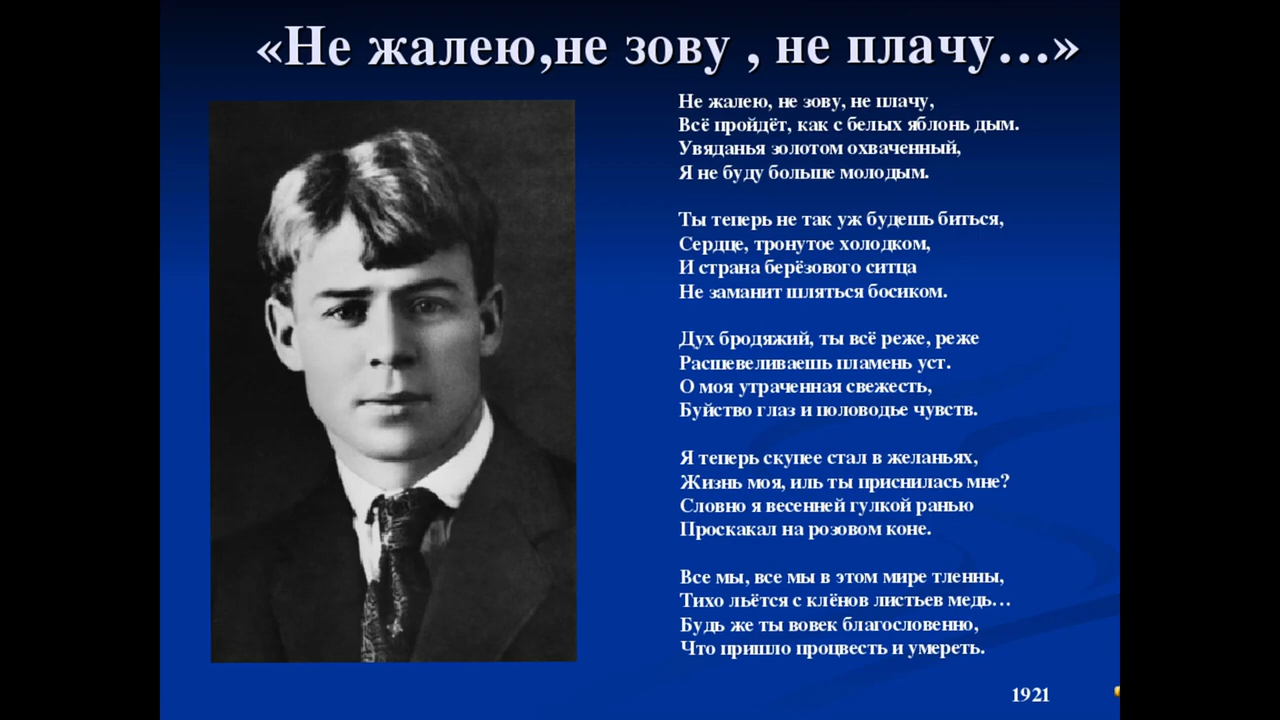 «Не жалею,не зову , не плачу…»
Не жалею, не зову, не плачу,
Всё пройдёт, как с белых яблонь дым.
Увяданья золотом охваченный,
Я не буду больше молодым.
Ты теперь не так уж будешь биться,
Сердце, тронутое холодком,
И страна берёзового ситца
Не заманит шляться босиком.
Дух бродяжий, ты всё реже, реже
Расшевеливаешь пламень уст.
О моя утраченная свежесть,
Буйство глаз и половодье чувств.
Я теперь скупее стал в желаньях,
Жизнь моя, иль ты приснилась мне?
Словно я весенней гулкой ранью
Проскакал на розовом коне.
Все мы, все мы в этом мире тленны,
Тихо льётся с клёнов листьев медь…
Будь же ты вовек благословенно,
Что пришло процвесть и умереть.
1921